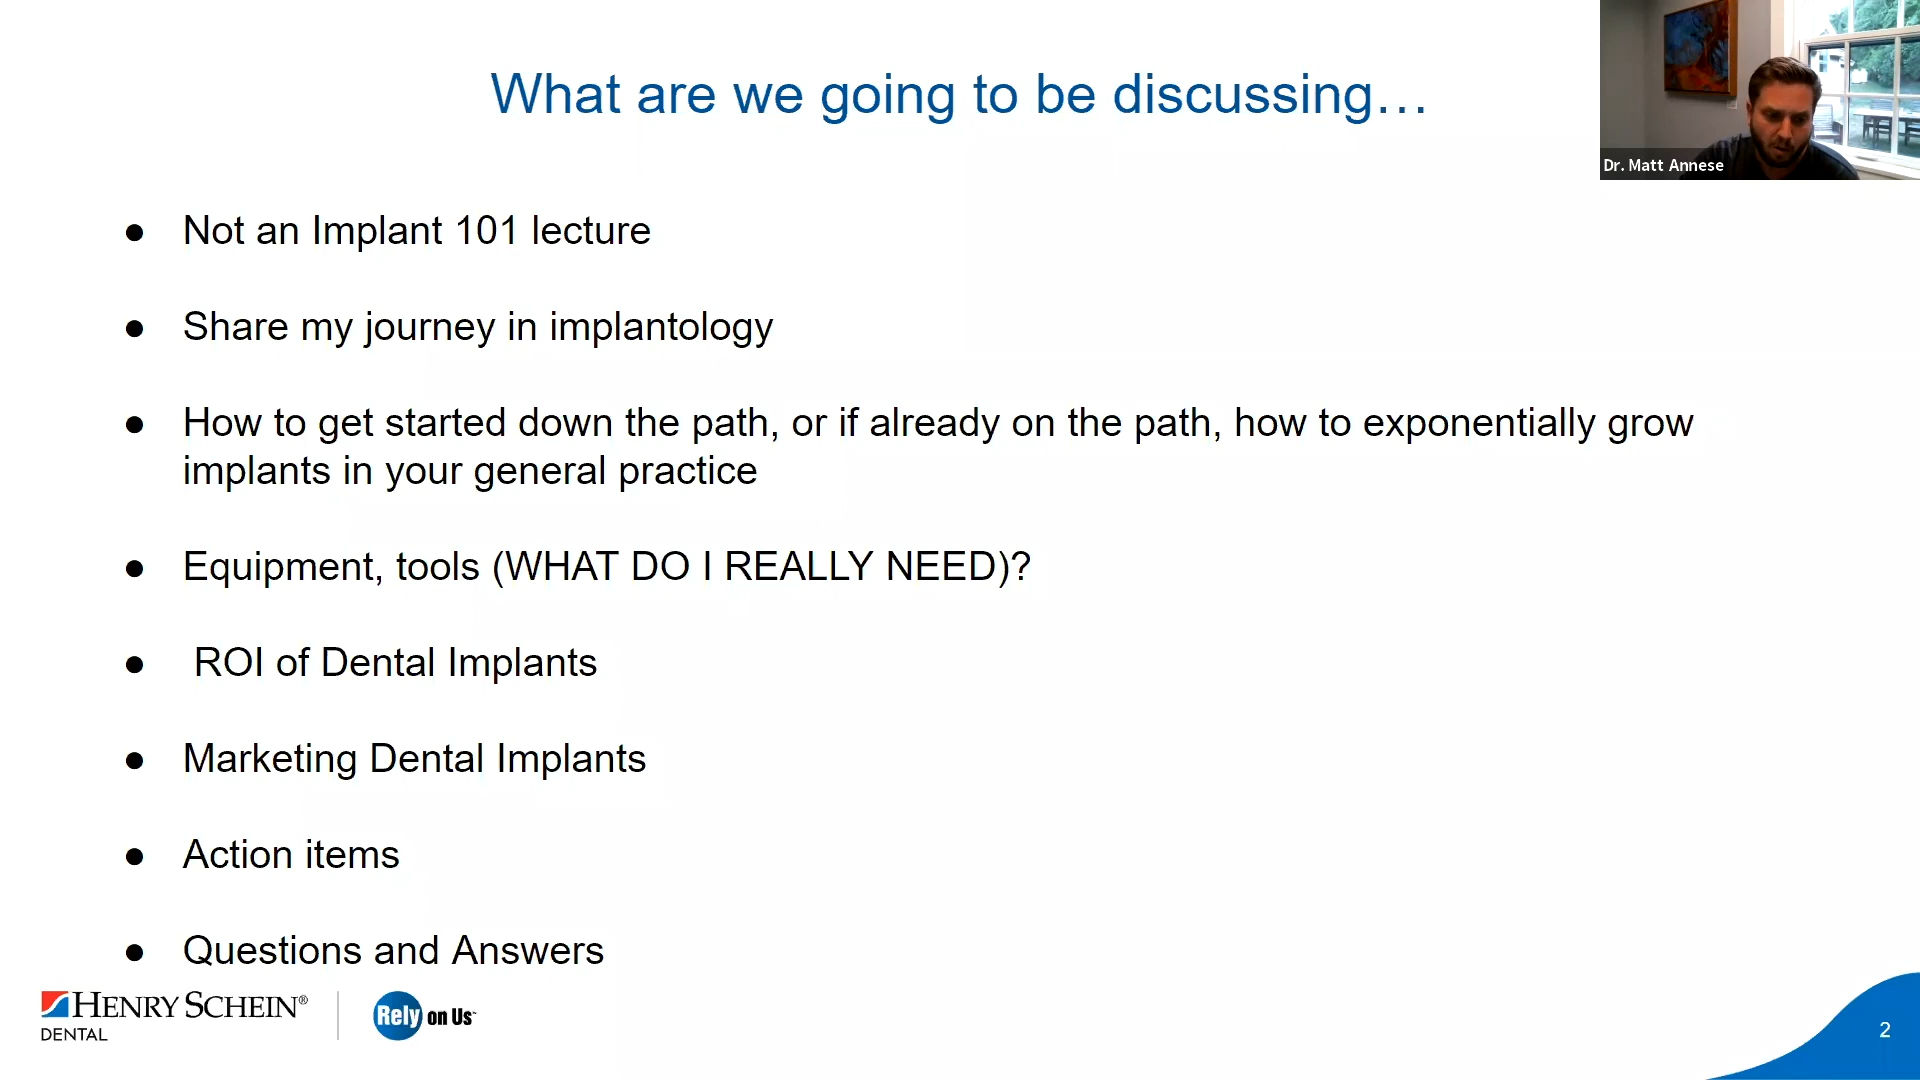 What are we going to be discussing…
Dr. Matt Annese
● Not an Implant 101 lecture
● Share my journey in implantology
● How to get started down the path, or if already on the path, how to exponentially grow
implants in your general practice
● Equipment, tools (WHAT DO I REALLY NEED)?
● ROI of Dental Implants
● Marketing Dental Implants
● Action items
● Questions and Answers
HENRY SCHEIN®
DENTAL
Rely on Us™
2